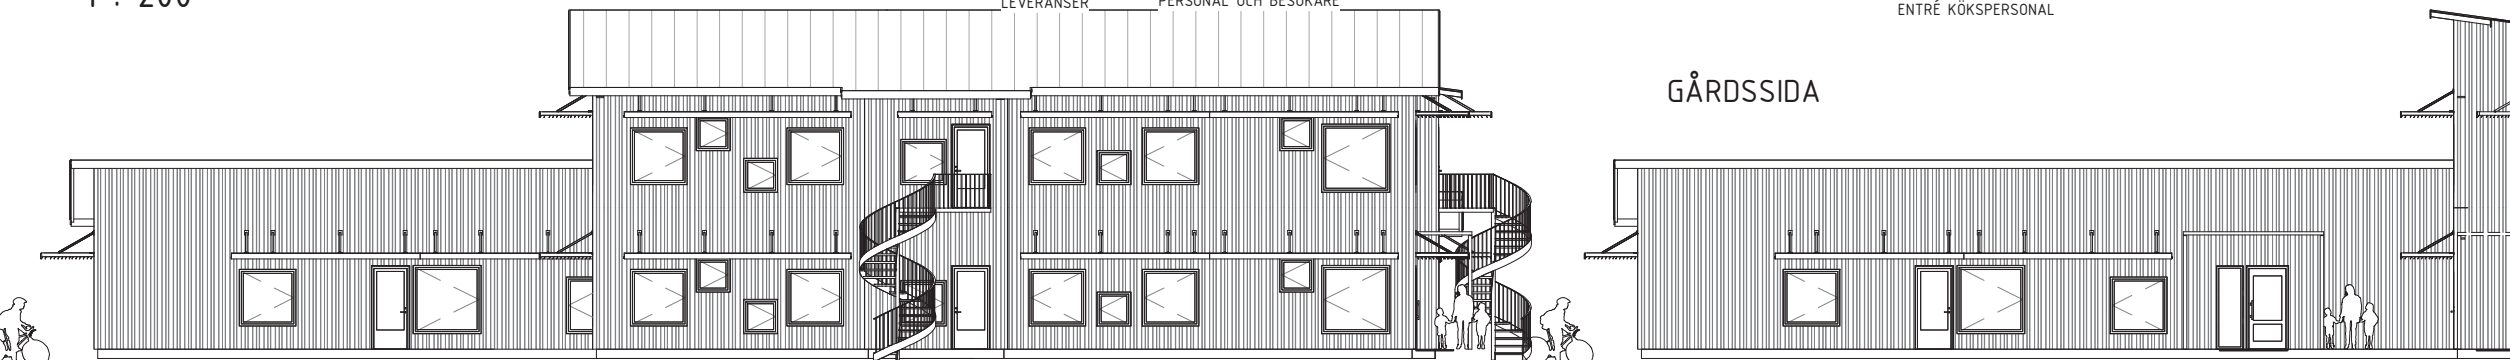 LEVERANSER
PERSONAL OCH BESÖKARE
ENTRÉ KÖKSPERSONAL
GÅRDSSIDA